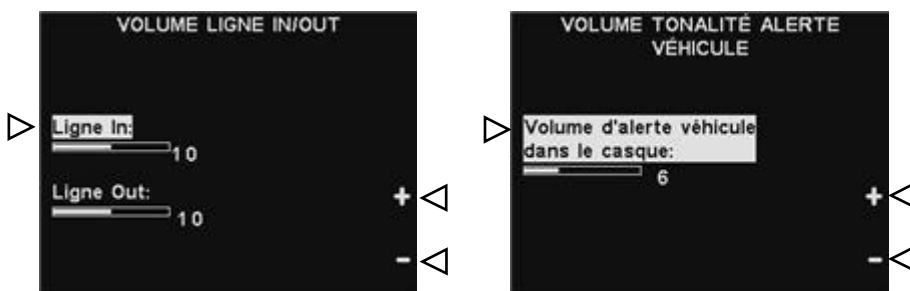 VOLUME LIGNE IN/OUT
Ligne In:
10
Ligne Out:
10
+
-
VOLUME TONALITÉ ALERTE
VÉHICULE
Volume d'alerte véhicule
dans le casque:
6
+
-